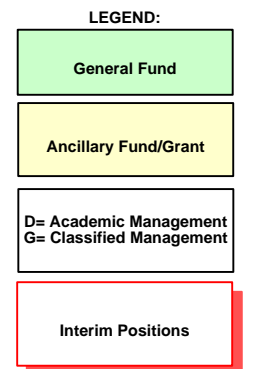 LEGEND:
General Fund
Ancillary Fund/Grant
D= Academic Management
G= Classified Management
Interim Positions